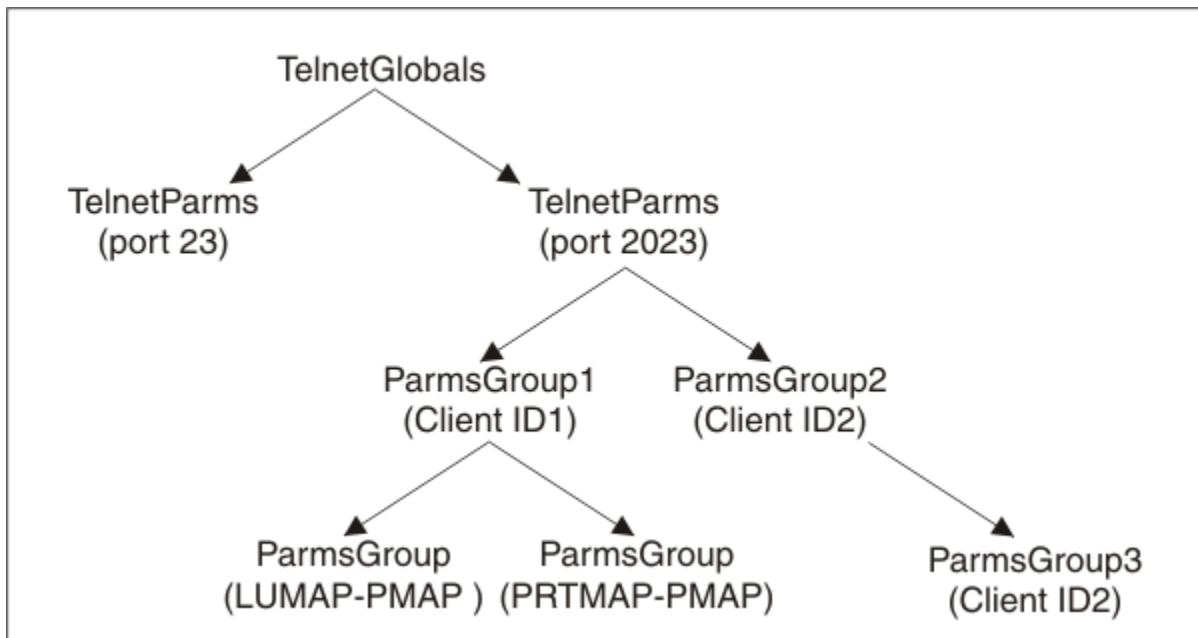 TelnetGlobals
TelnetParms
(port 23)
TelnetParms
(port 2023)
ParmsGroup1
(Client ID1)
ParmsGroup2
(Client ID2)
ParmsGroup
(LUMAP-PMAP )
ParmsGroup
(PRTMAP-PMAP)
ParmsGroup3
(Client ID2)